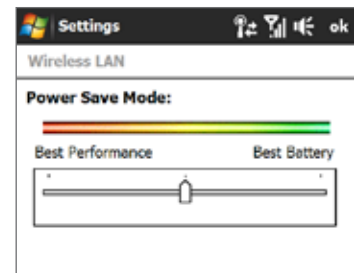 Settings
ok
Wireless LAN
Power Save Mode:
Best Performance
Best Battery